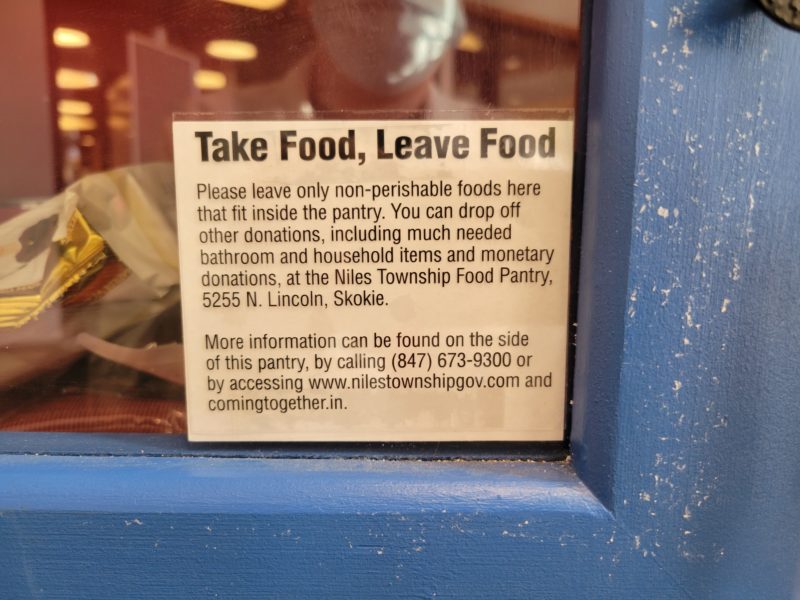 Take Food, Leave Food
Please leave only non-perishable foods here
that fit inside the pantry. You can drop off
other donations, including much needed
bathroom and household items and monetary
donations, at the Niles Township Food Pantry,
5255 N. Lincoln, Skokie.
More information can be found on the side
of this pantry, by calling (847) 673-9300 or
by accessing www.nilestownshipgov.com and
comingtogether.in.